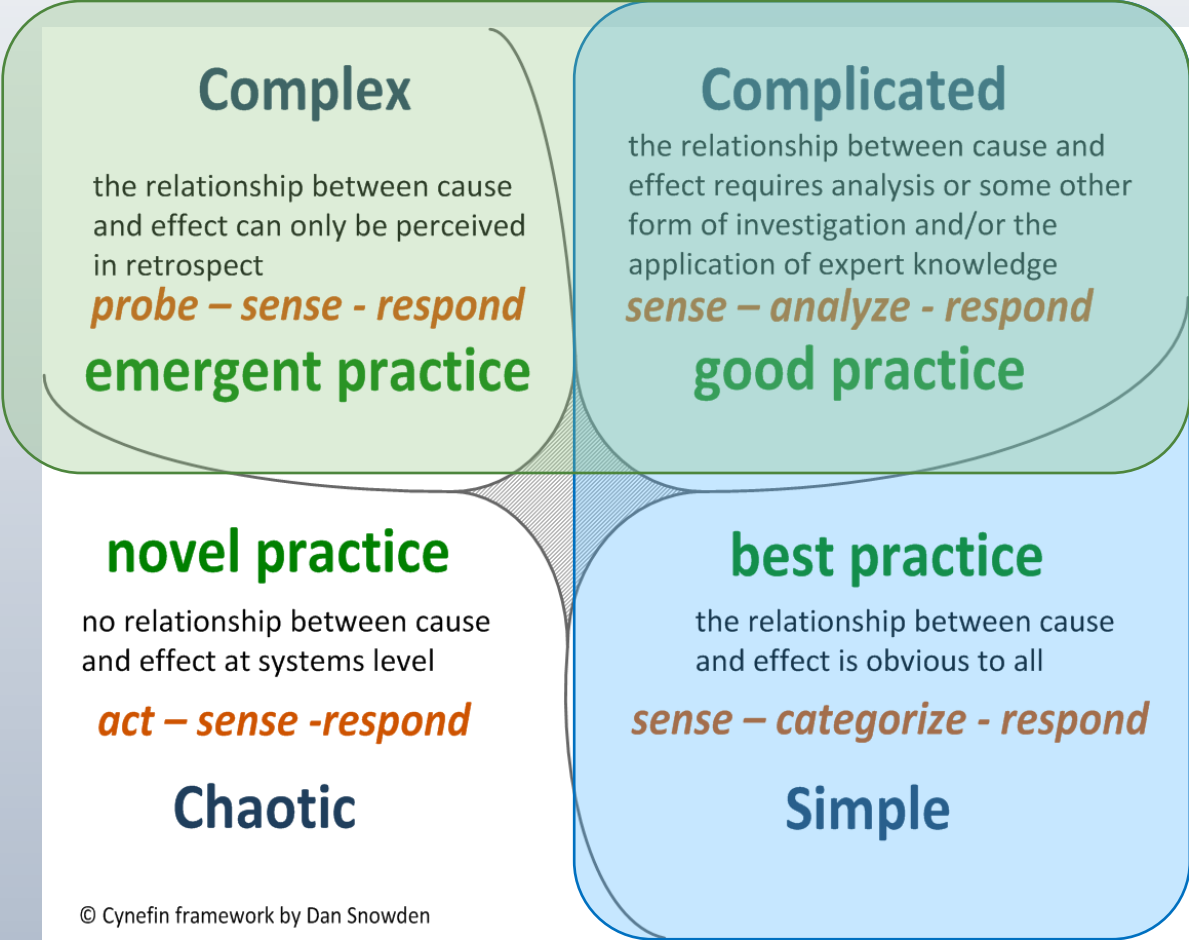 Complex
the relationship between cause
and effect can only be perceived
in retrospect
probe – sense - respond
emergent practice
Complicated
the relationship between cause and
effect requires analysis or some other
form of investigation and/or the
application of expert knowledge
sense – analyze - respond
good practice
novel practice
no relationship between cause
and effect at systems level
act – sense -respond
Chaotic
best practice
the relationship between cause
and effect is obvious to all
sense – categorize - respond
Simple
© Cynefin framework by Dan Snowden